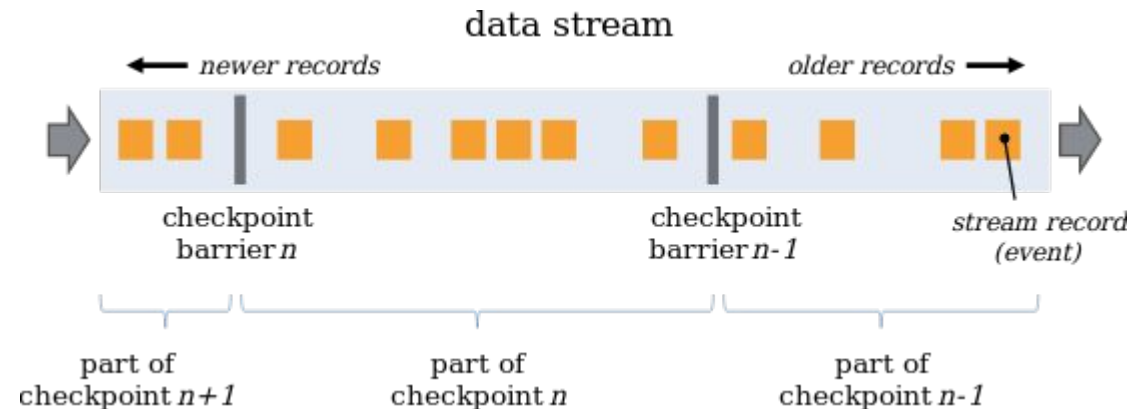 data stream
newer records
older records
checkpoint
barrier n
checkpoint
barrier n-1
stream record
(event)
part of
checkpoint n+1
part of
checkpoint n
part of
checkpoint n-1